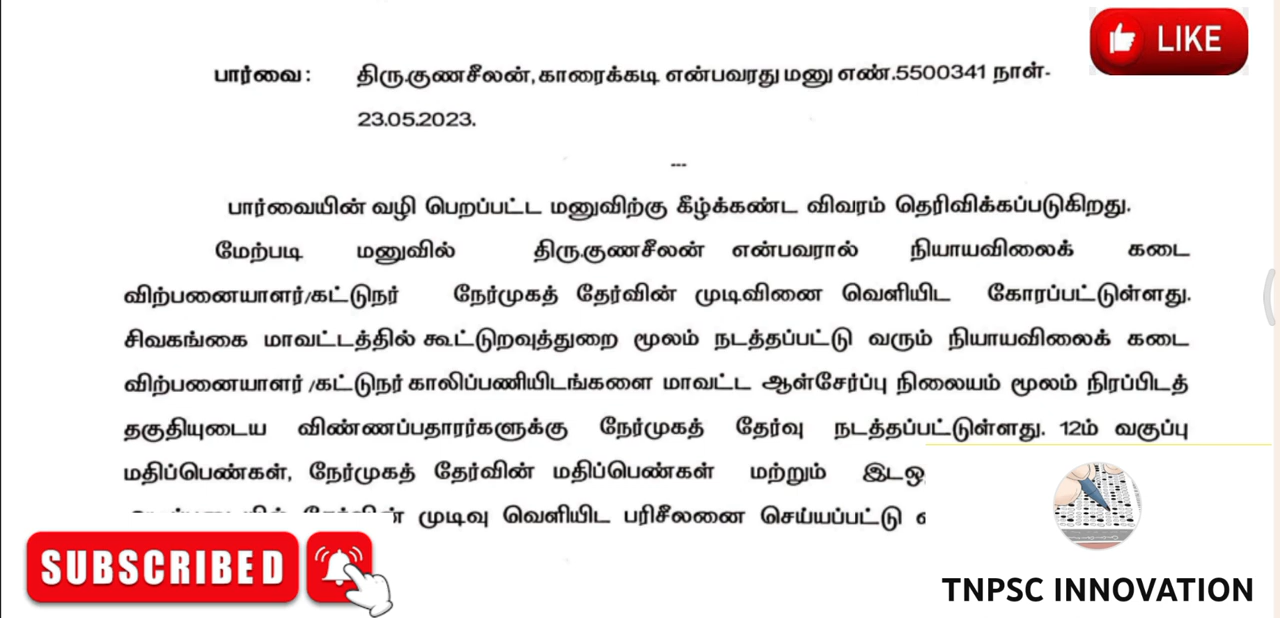 LIKE
பார்வை: திரு.குணசீலன், காரைக்கடி என்பவரது மனு எண்.5500341 நாள்-
23.05.2023.
---
பார்வையின் வழி பெறப்பட்ட மனுவிற்கு கீழ்க்கண்ட விவரம் தெரிவிக்கப்படுகிறது.
மேற்படி மனுவில் திரு.குணசீலன் என்பவரால் நியாயவிலைக் கடை
விற்பனையாளர்/கட்டுநர் நேர்முகத் தேர்வின் முடிவினை வெளியிட கோரப்பட்டுள்ளது.
சிவகங்கை மாவட்டத்தில் கூட்டுறவுத்துறை மூலம் நடத்தப்பட்டு வரும் நியாயவிலைக் கடை
விற்பனையாளர் /கட்டுநர் காலிப்பணியிடங்களை மாவட்ட ஆள்சேர்ப்பு நிலையம் மூலம் நிரப்பிடத்
தகுதியுடைய விண்ணப்பதாரர்களுக்கு நேர்முகத் தேர்வு நடத்தப்பட்டுள்ளது. 12ம் வகுப்பு
மதிப்பெண்கள், நேர்முகத் தேர்வின் மதிப்பெண்கள் மற்றும் இடஒ
முடிவு வெளியிட பரிசீலனை செய்யப்பட்டு
SUBSCRIBED
TNPSC INNOVATION